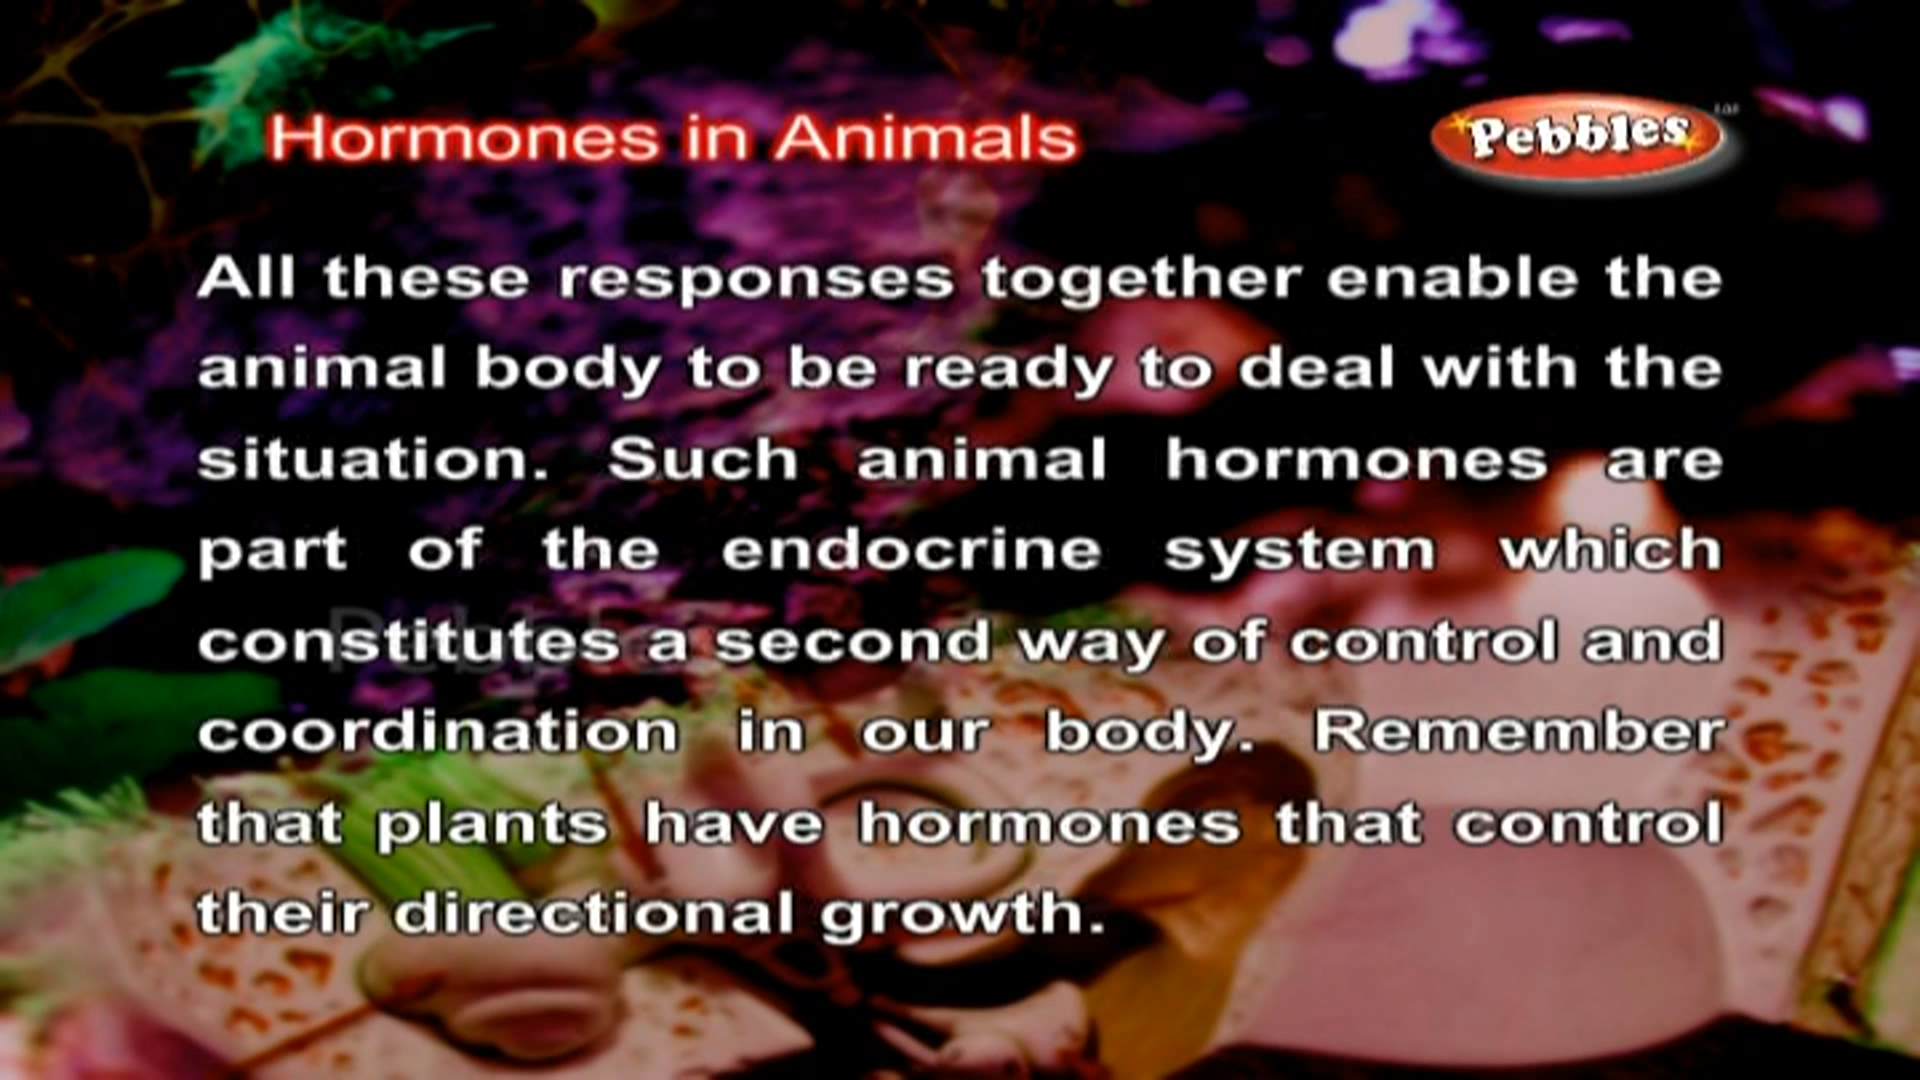 Hormones in Animals
Pebbles
All these responses together enable the
animal body to be ready to deal with the
situation. Such animal hormones are
part of the endocrine system which
constitutes a second way of control and
coordination in our body. Remember
that plants have hormones that control
their directional growth.